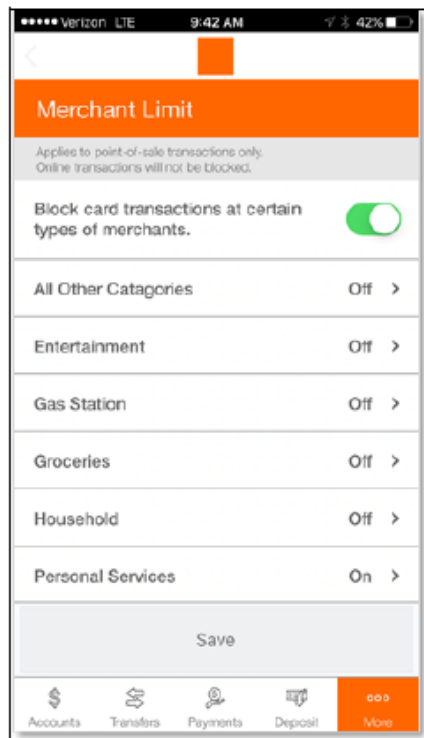 ●●●●● Verizon LTE 9:42 AM 42%
Merchant Limit
Applies to point-of-sale transactions only.
Online transactions will not be blocked.
Block card transactions at certain
types of merchants.
All Other Catagories Off >
Entertainment Off >
Gas Station Off >
Groceries Off >
Household Off >
Personal Services On >
Save
Accounts Transfers Payments Deposit More